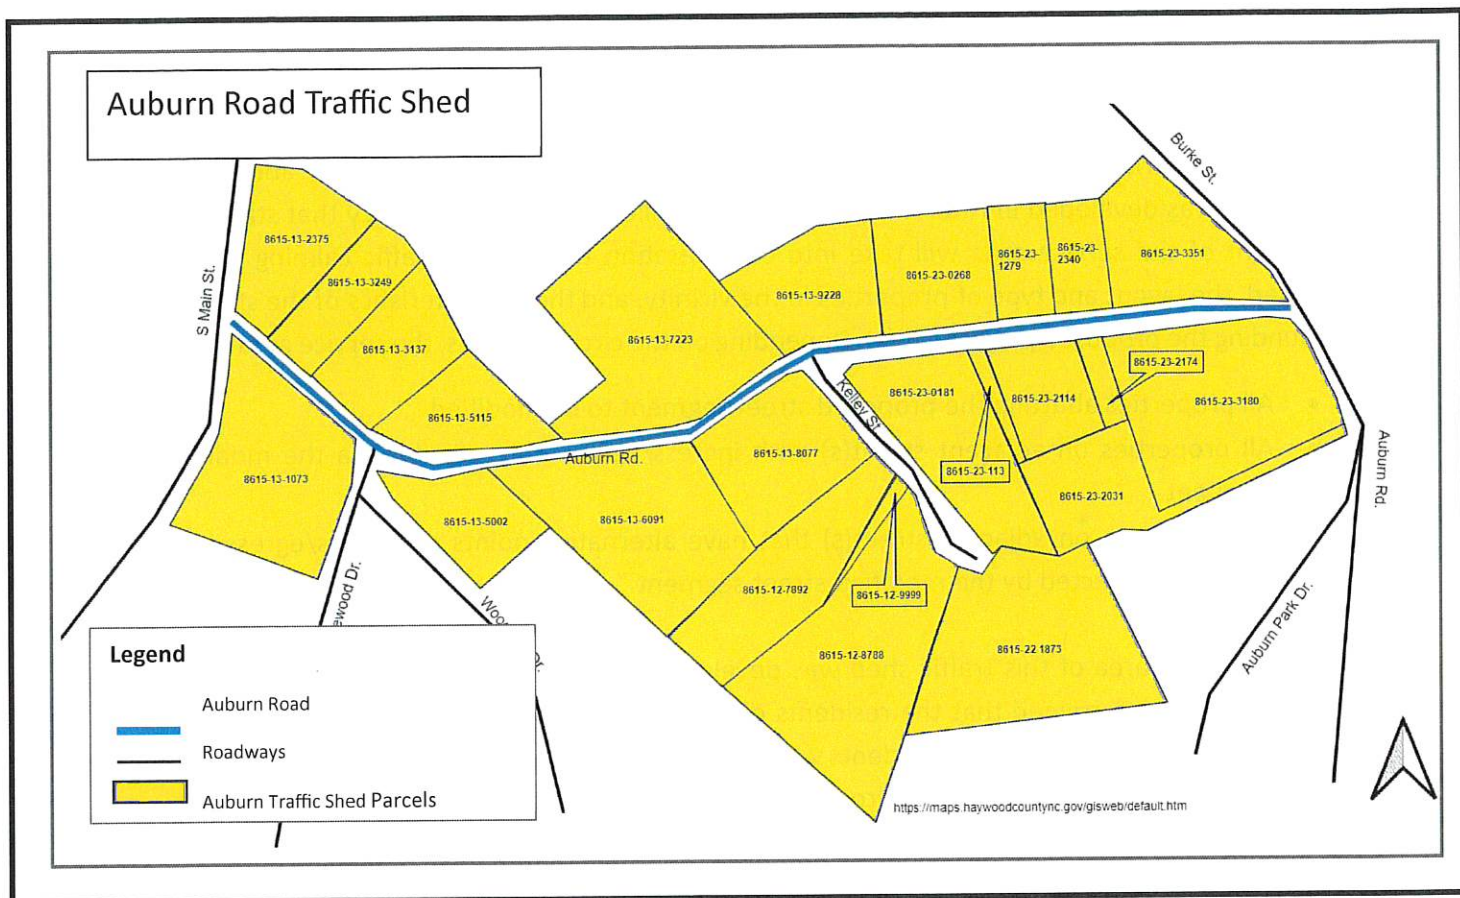 Auburn Road Traffic Shed
Burke St.
S Main St.
8615-13-2375
8615-13-3249
8615-13-3137
8615-13-5115
8615-13-7223
8615-13-9228
8615-23-0268
8615-23-
1279
8615-23-
2340
8615-23-3351
8615-23-2174
8615-23-0181
8615-23-2114
8615-23-3180
Kelley St.
Auburn Rd.
8615-13-8077
8615-23-113
8615-13-1073
8615-13-5002
8615-13-6091
8615-23-2031
Auburn Rd.
ewood Dr.
8615-12-7892
8615-12-9999
8615-12-8788
8615-22 1873
Auburn Park Dr.
Legend
Auburn Road
Roadways
Auburn Traffic Shed Parcels
https://maps.haywoodcountync.gov/gisweb/default.htm